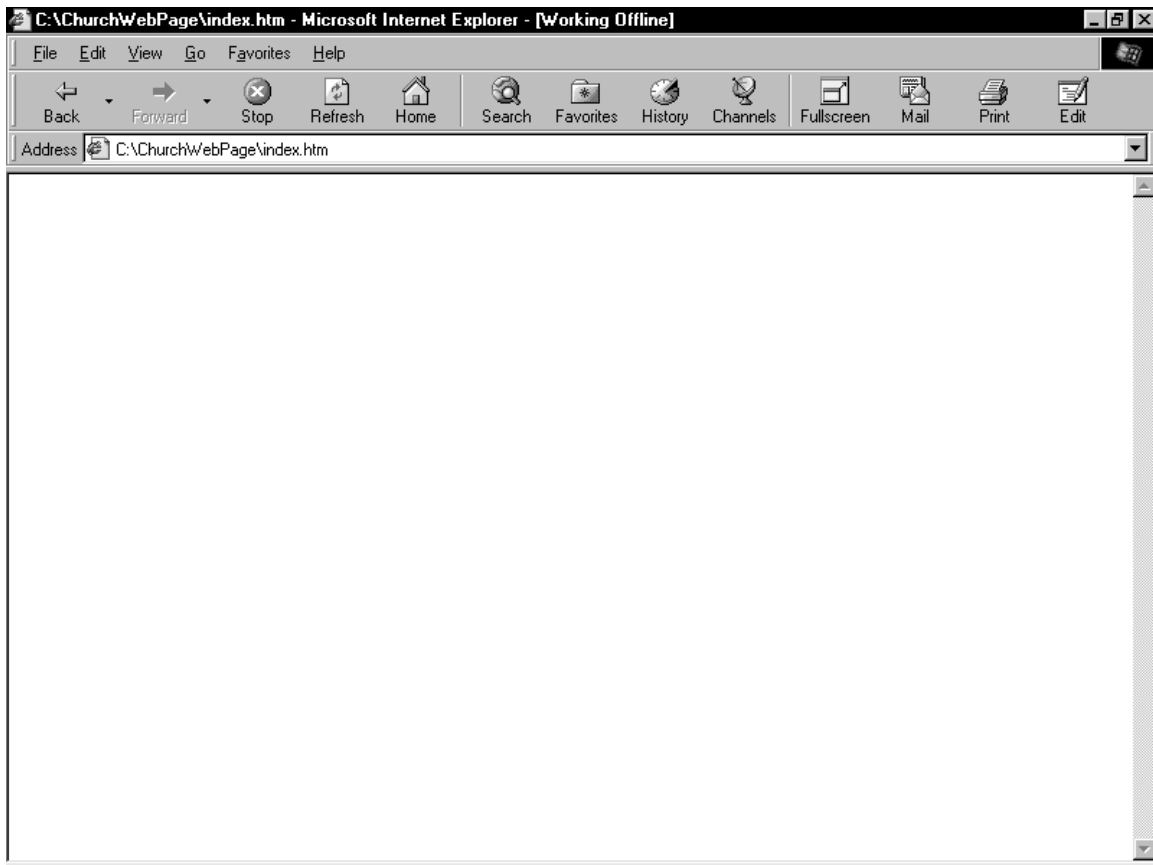 C:\ChurchWebPage\index.htm - Microsoft Internet Explorer - [Working Offline]
File Edit View Go Favorites Help
Back Forward Stop Refresh Home Search Favorites History Channels Fullscreen Mail Print Edit
Address C:\ChurchWebPage\index.htm